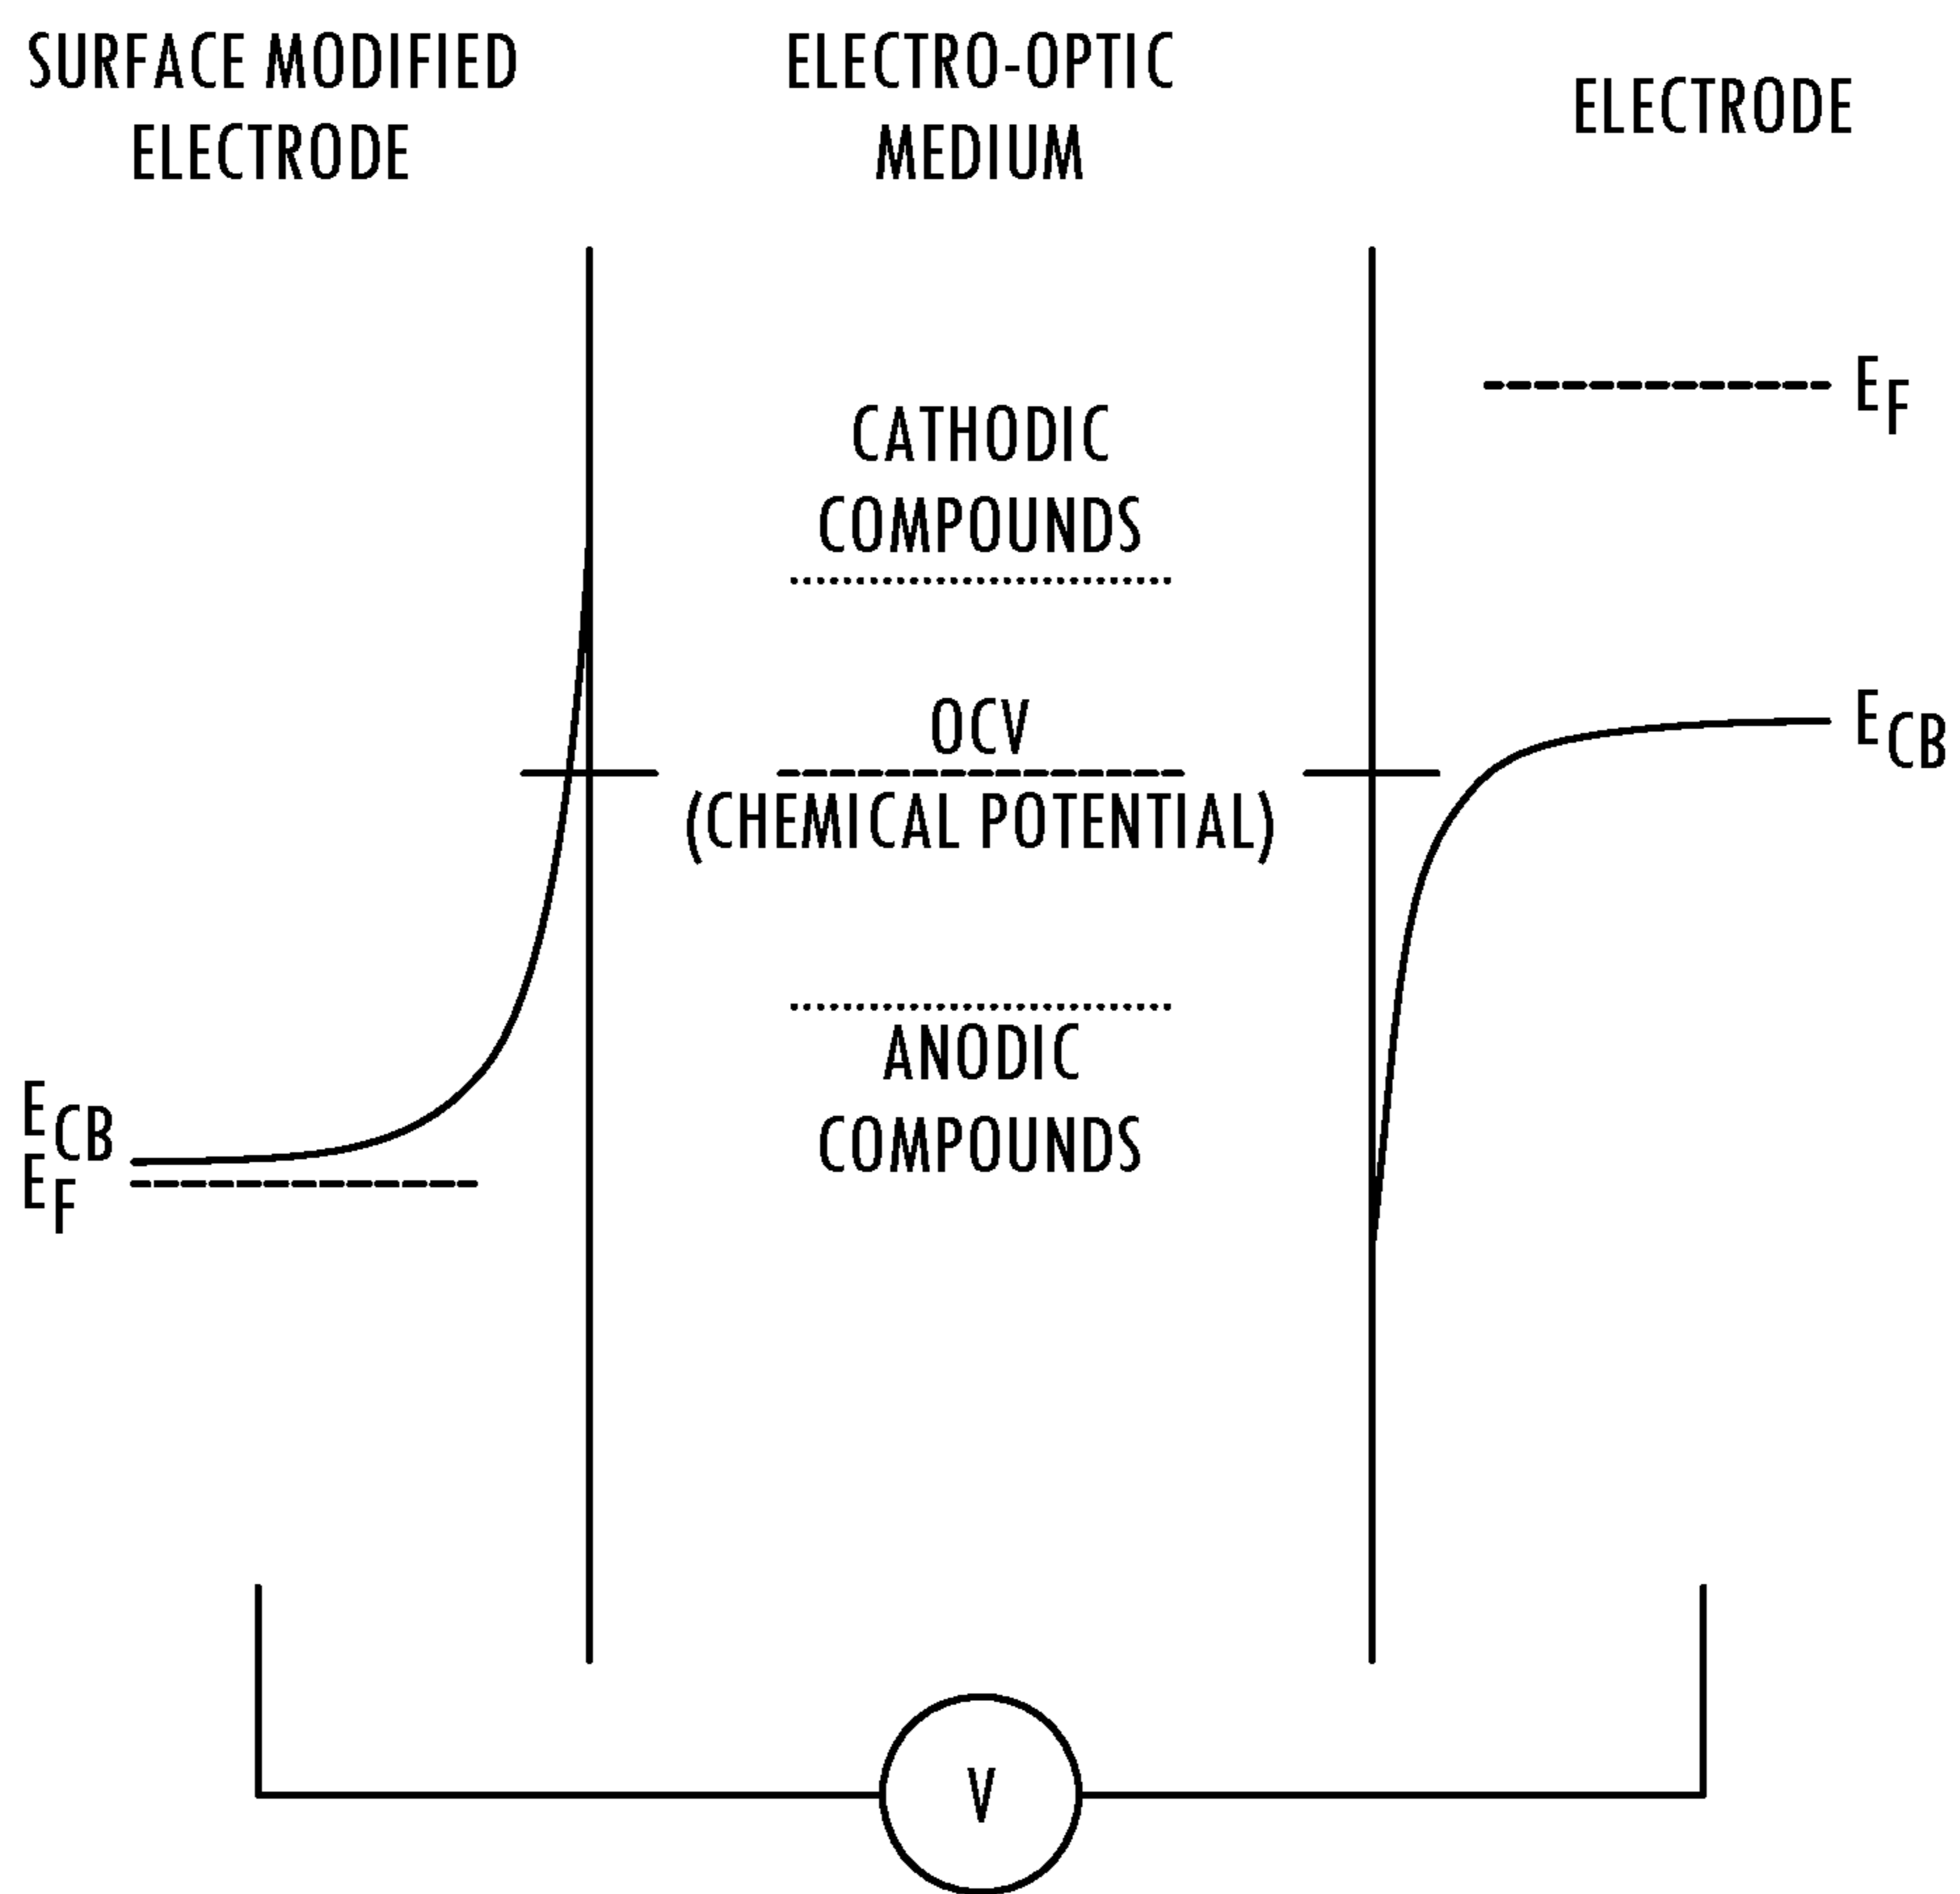 SURFACE MODIFIED
ELECTRODE
ELECTRO-OPTIC
MEDIUM
ELECTRODE
CATHODIC
COMPOUNDS
OCV
(CHEMICAL POTENTIAL)
ANODIC
COMPOUNDS
ECB
EF
EF
ECB
V